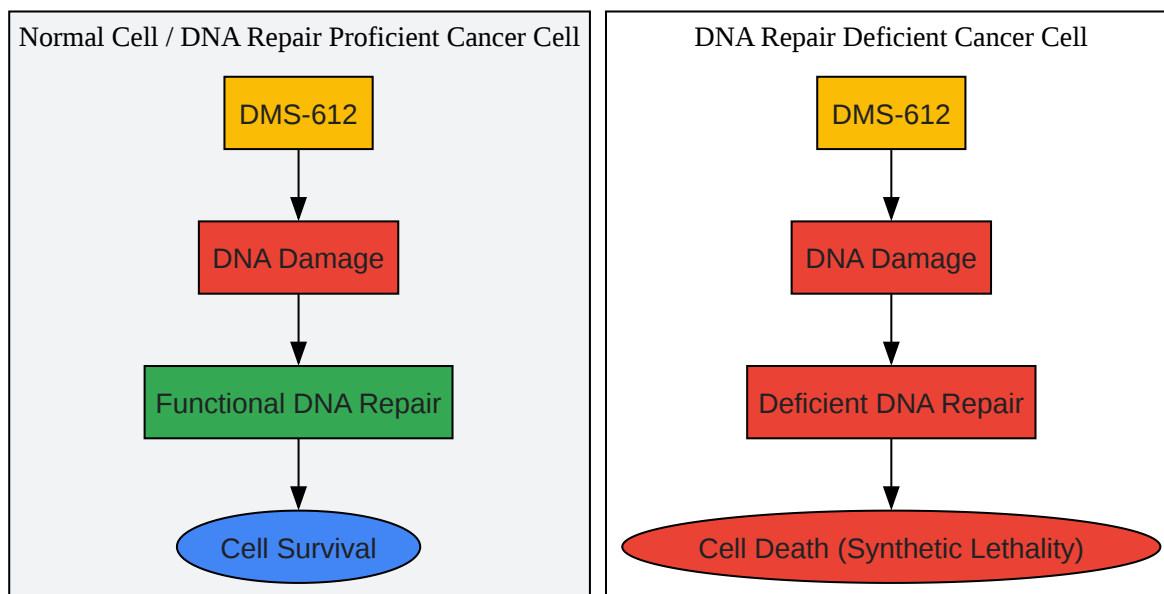 Normal Cell / DNA Repair Proficient Cancer Cell
DMS-612
DNA Damage
Functional DNA Repair
Cell Survival
DNA Repair Deficient Cancer Cell
DMS-612
DNA Damage
Deficient DNA Repair
Cell Death (Synthetic Lethality)